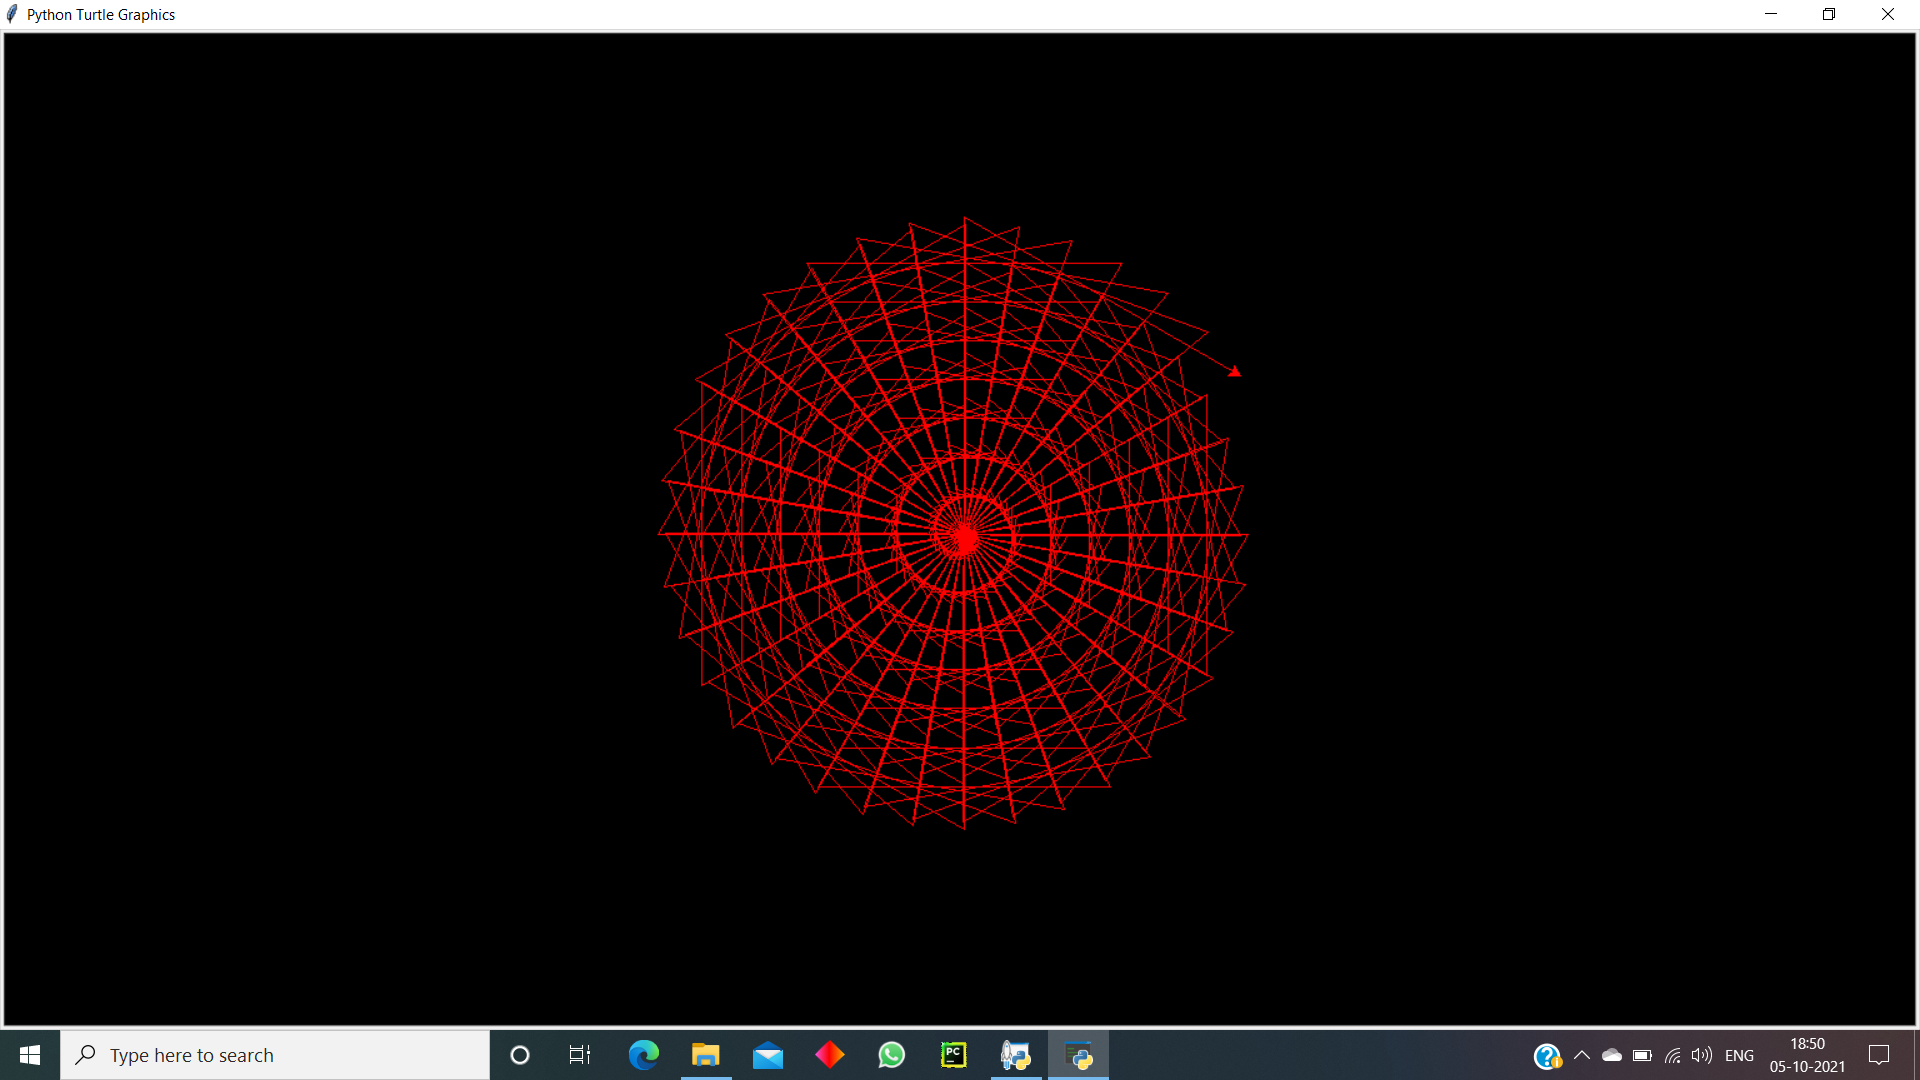 Python Turtle Graphics
Type here to search
PC
ENG
18:50
05-10-2021